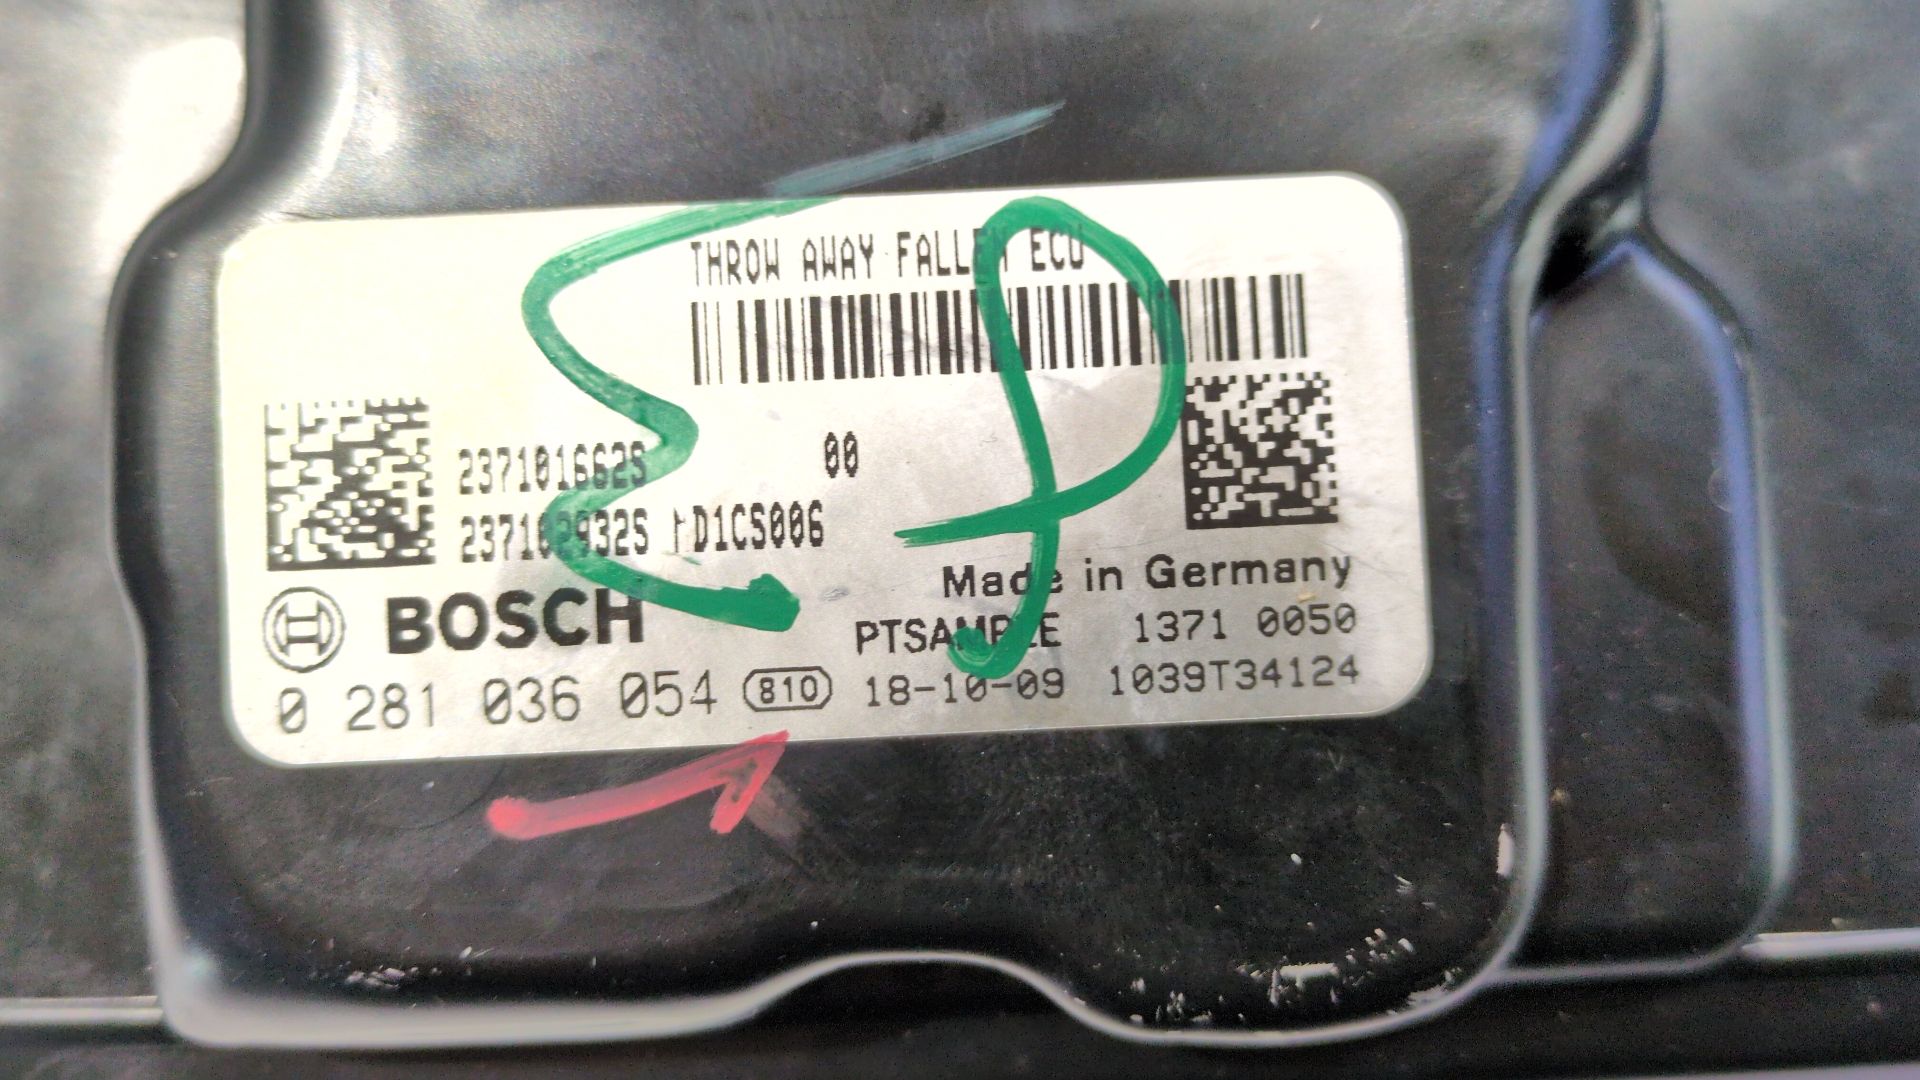 THROW AWAY FALLEN ECU
237101662S 00
237102932S MD1CS006
Made in Germany
BOSCH
PTSAMPLE 1371 0050
0 281 036 054 810 18-10-09 1039T34124